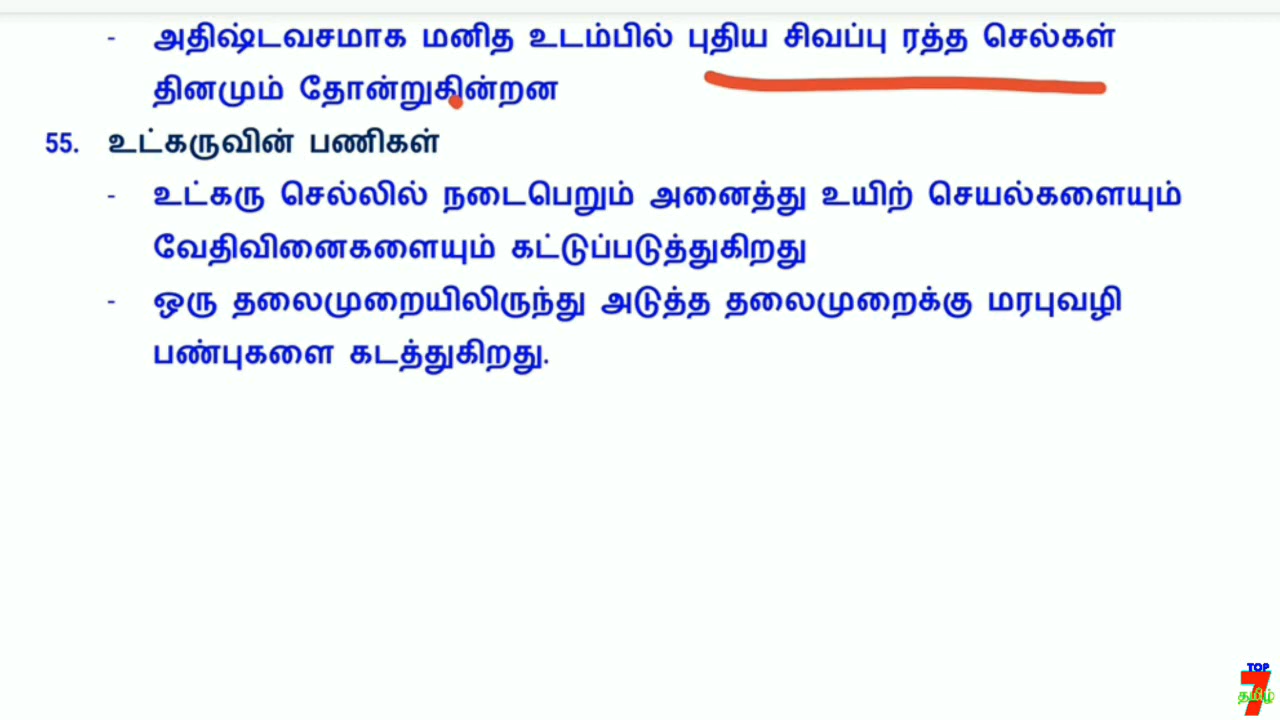 - அதிஷ்டவசமாக மனித உடம்பில் புதிய சிவப்பு ரத்த செல்கள்
தினமும் தோன்றுகின்றன
55. உட்கருவின் பணிகள்
- உட்கரு செல்லில் நடைபெறும் அனைத்து உயிற் செயல்களையும்
வேதிவினைகளையும் கட்டுப்படுத்துகிறது
- ஒரு தலைமுறையிலிருந்து அடுத்த தலைமுறைக்கு மரபுவழி
பண்புகளை கடத்துகிறது.
TOP
7
தமிழ்